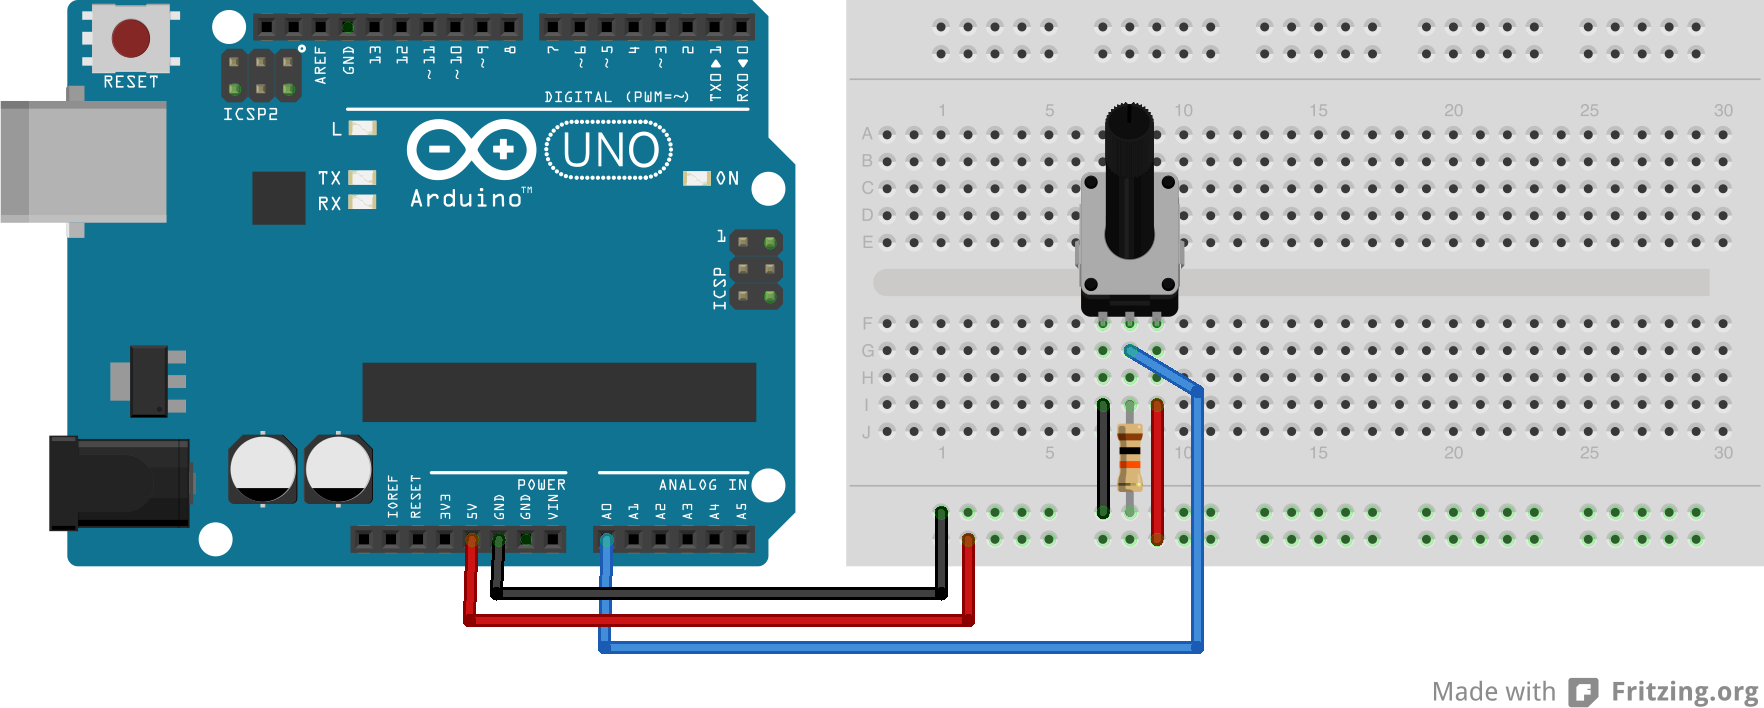 RESET
ICSP2
AREF
GND
13
12
~11
~10
~9
8
7
~6
~5
4
~3
2
TX0▶1
RX0◀0
DIGITAL (PWM=~)
L
TX
RX
UNO
Arduino™
ON
1
ICSP
POWER
ANALOG IN
IOREF
RESET
3V3
5V
GND
GND
VIN
A0
A1
A2
A3
A4
A5
1 5 10 15 20 25 30
A
B
C
D
E
F
G
H
I
J
1 5 10 15 20 25 30
Made with Fritzing.org